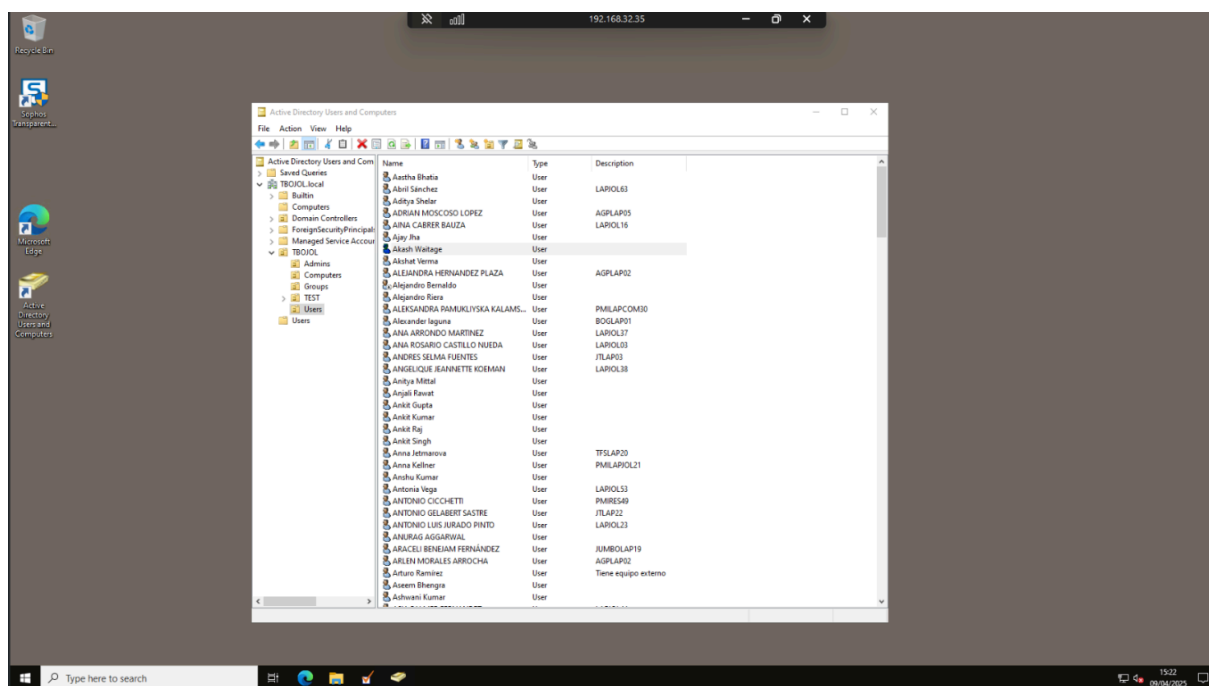 192.168.32.35
Recycle Bin
Sophos
Transparent...
Microsoft
Edge
Active
Directory
Users and
Computers
Active Directory Users and Computers
File Action View Help
Active Directory Users and Com
Saved Queries
TBOJOL.local
Builtin
Computers
Domain Controllers
ForeignSecurityPrincipals
Managed Service Accour
TBOJOL
Admins
Computers
Groups
TEST
Users
Users
Name Type Description
Aastha Bhatia User
Abril Sánchez User LAPJOL63
Aditya Shelar User
ADRIAN MOSCOSO LOPEZ User AGPLAP05
AINA CABRER BAUZA User LAPJOL16
Ajay Jha User
Akash Waitage User
Akshat Verma User
ALEJANDRA HERNANDEZ PLAZA User AGPLAP02
Alejandro Bernaldo User
Alejandro Riera User
ALEKSANDRA PAMUKLIYSKA KALAMS... User PMILAPCOM30
Alexander laguna User BOGLAP01
ANA ARRONDO MARTINEZ User LAPJOL37
ANA ROSARIO CASTILLO NUEDA User LAPJOL03
ANDRES SELMA FUENTES User JTLAP03
ANGELIQUE JEANNETTE KOEMAN User LAPJOL38
Anitya Mittal User
Anjali Rawat User
Ankit Gupta User
Ankit Kumar User
Ankit Raj User
Ankit Singh User
Anna Jetmarova User TFSLAP20
Anna Kellner User PMILAPJOL21
Anshu Kumar User
Antonia Vega User LAPJOL53
ANTONIO CICCHETTI User PMIRES49
ANTONIO GELABERT SASTRE User JTLAP22
ANTONIO LUIS JURADO PINTO User LAPJOL23
ANURAG AGGARWAL User
ARACELI BENEJAM FERNÁNDEZ User JUMBOLAP19
ARLEN MORALES ARROCHA User AGPLAP02
Arturo Ramirez User Tiene equipo externo
Aseem Bhengra User
Ashwani Kumar User
Type here to search
15:22
09/04/2025